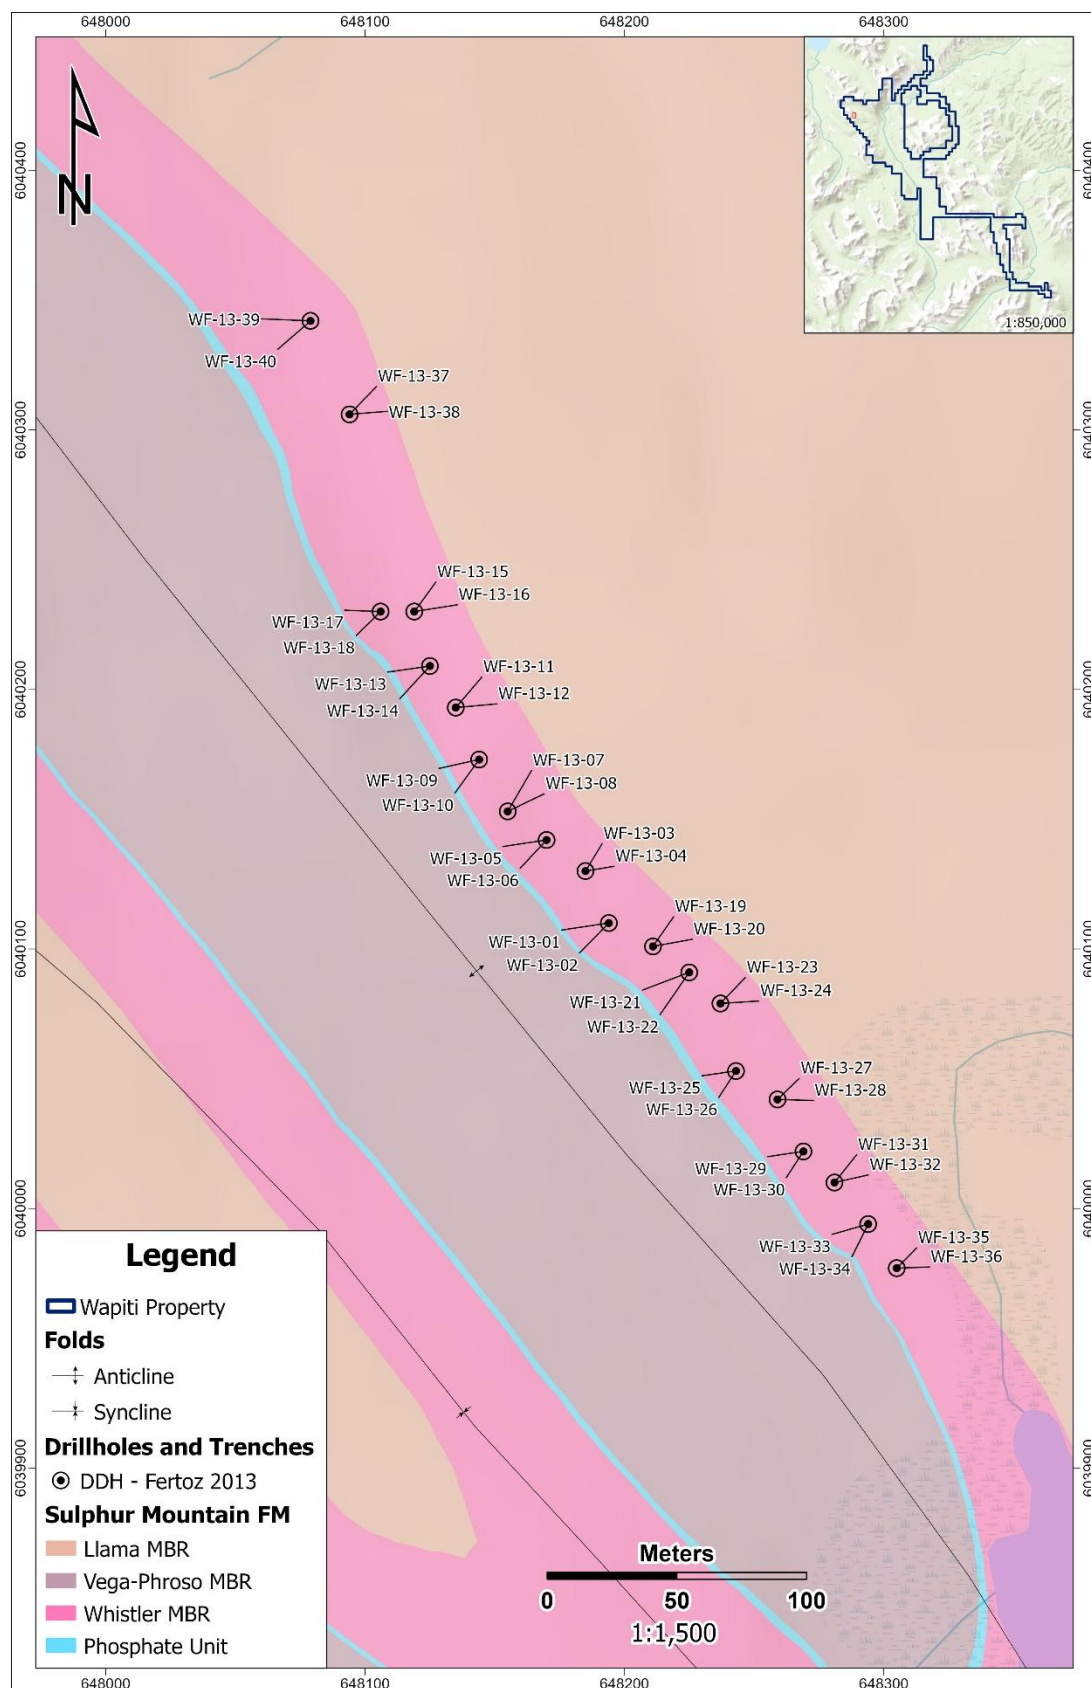 648000
648100
648200
648300
6040400
6040400
N
1:850,000
WF-13-39
WF-13-40
WF-13-37
WF-13-38
6040300
6040300
WF-13-15
WF-13-16
WF-13-17
WF-13-18
WF-13-11
WF-13-12
WF-13-13
WF-13-14
6040200
6040200
WF-13-07
WF-13-08
WF-13-09
WF-13-10
WF-13-03
WF-13-04
WF-13-05
WF-13-06
WF-13-19
WF-13-20
WF-13-01
WF-13-02
6040100
6040100
WF-13-23
WF-13-24
WF-13-21
WF-13-22
WF-13-27
WF-13-28
WF-13-25
WF-13-26
WF-13-31
WF-13-32
WF-13-29
WF-13-30
6040000
6040000
WF-13-35
WF-13-36
WF-13-33
WF-13-34
Legend
Wapiti Property
Folds
Anticline
Syncline
Drillholes and Trenches
DDH - Fertoz 2013
Sulphur Mountain FM
Llama MBR
Vega-Phroso MBR
Whistler MBR
Phosphate Unit
6039900
6039900
Meters
0 50 100
1:1,500
648000
648100
648200
648300